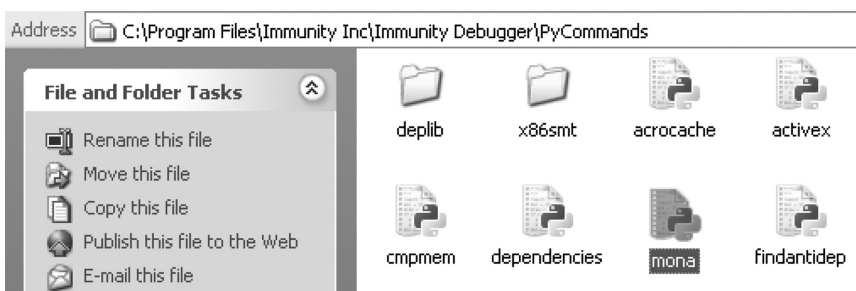 Address C:\Program Files\Immunity Inc\Immunity Debugger\PyCommands
File and Folder Tasks
Rename this file
Move this file
Copy this file
Publish this file to the Web
E-mail this file
deplib x86smt acrocache activex
cmpmem dependencies mona findantidep